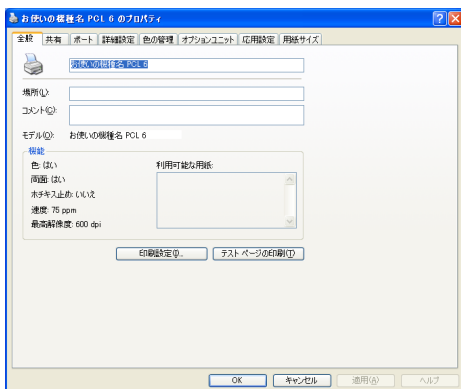 お使いの機種名 PCL 6 のプロパティ
全般 共有 ポート 詳細設定 色の管理 オプションユニット 応用設定 用紙サイズ
お使いの機種名 PCL 6
場所(L):
コメント(C):
モデル(O): お使いの機種名 PCL 6
機能
色: はい 利用可能な用紙:
両面: はい
ホチキス止め: いいえ
速度: 75 ppm
最高解像度: 600 dpi
印刷設定(I)... テスト ページの印刷(T)
OK キャンセル 適用(A) ヘルプ